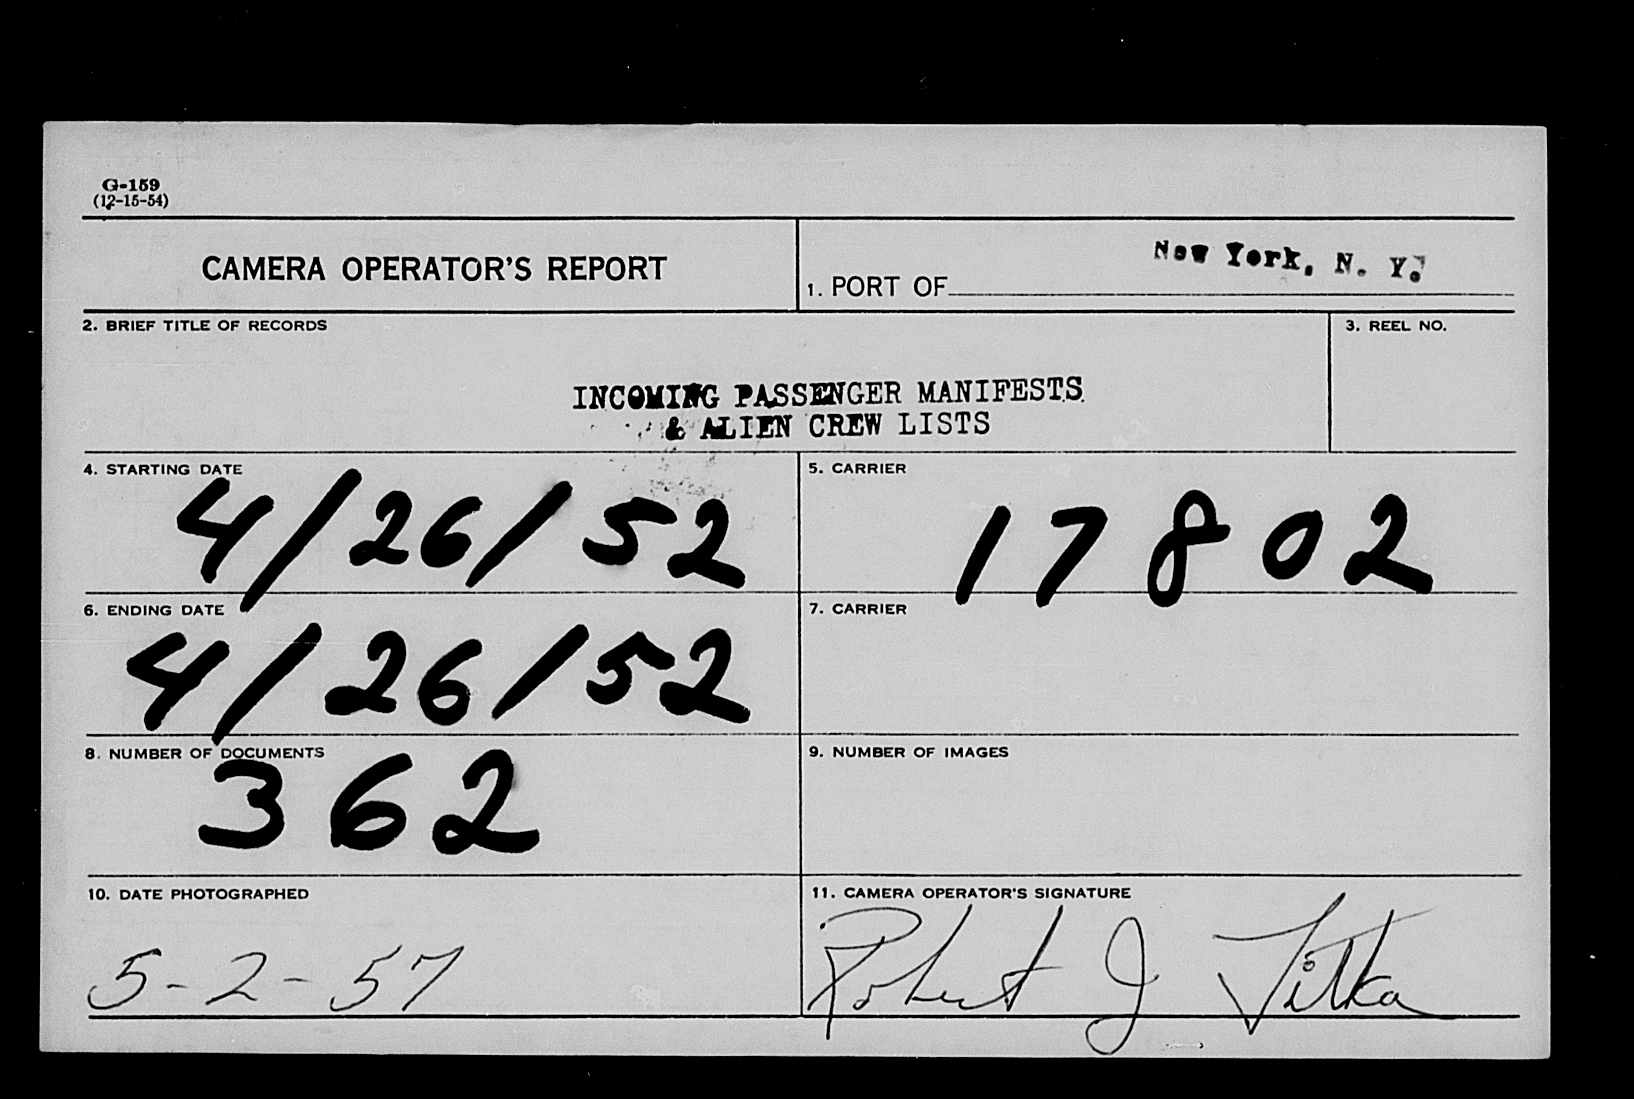 G-159
(12-15-54)
CAMERA OPERATOR'S REPORT
1. PORT OF New York, N. Y.
2. BRIEF TITLE OF RECORDS
3. REEL NO.
INCOMING PASSENGER MANIFESTS
& ALIEN CREW LISTS
4. STARTING DATE
4/26/52
5. CARRIER
17802
6. ENDING DATE
4/26/52
7. CARRIER
8. NUMBER OF DOCUMENTS
362
9. NUMBER OF IMAGES
10. DATE PHOTOGRAPHED
5-2-57
11. CAMERA OPERATOR'S SIGNATURE
Robert J